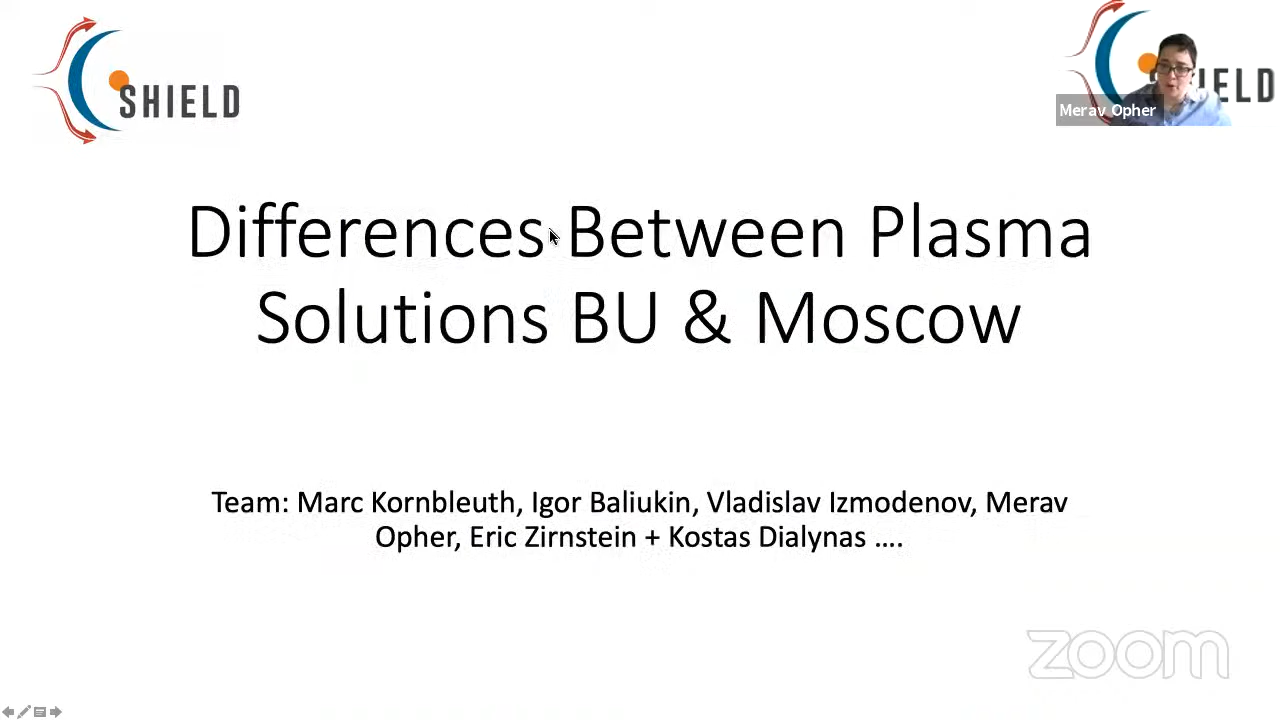 SHIELD
IELD
Merav Opher
Differences Between Plasma
Solutions BU & Moscow
Team: Marc Kornbleuth, Igor Baliukin, Vladislav Izmodenov, Merav
Opher, Eric Zirnstein + Kostas Dialynas ....
zoom